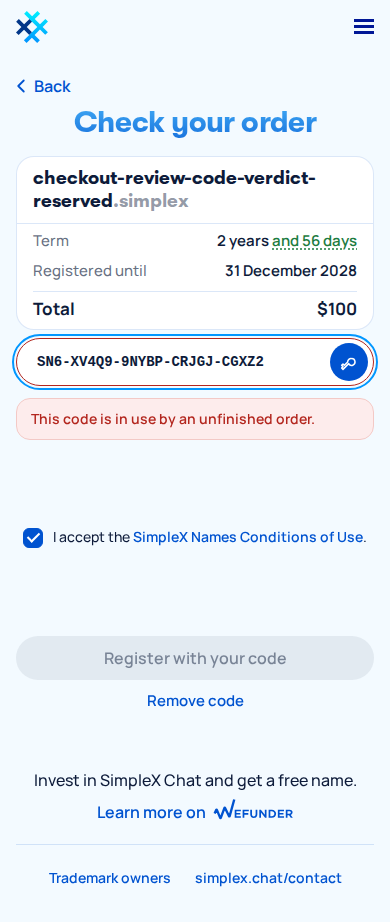 Back
Check your order
checkout-review-code-verdict-
reserved.simplex
Term 2 years and 56 days
Registered until 31 December 2028
Total $100
SN6-XV4Q9-9NYBP-CRJGJ-CGXZ2
This code is in use by an unfinished order.
I accept the SimpleX Names Conditions of Use.
Register with your code
Remove code
Invest in SimpleX Chat and get a free name.
Learn more on WEFUNDER
Trademark owners simplex.chat/contact